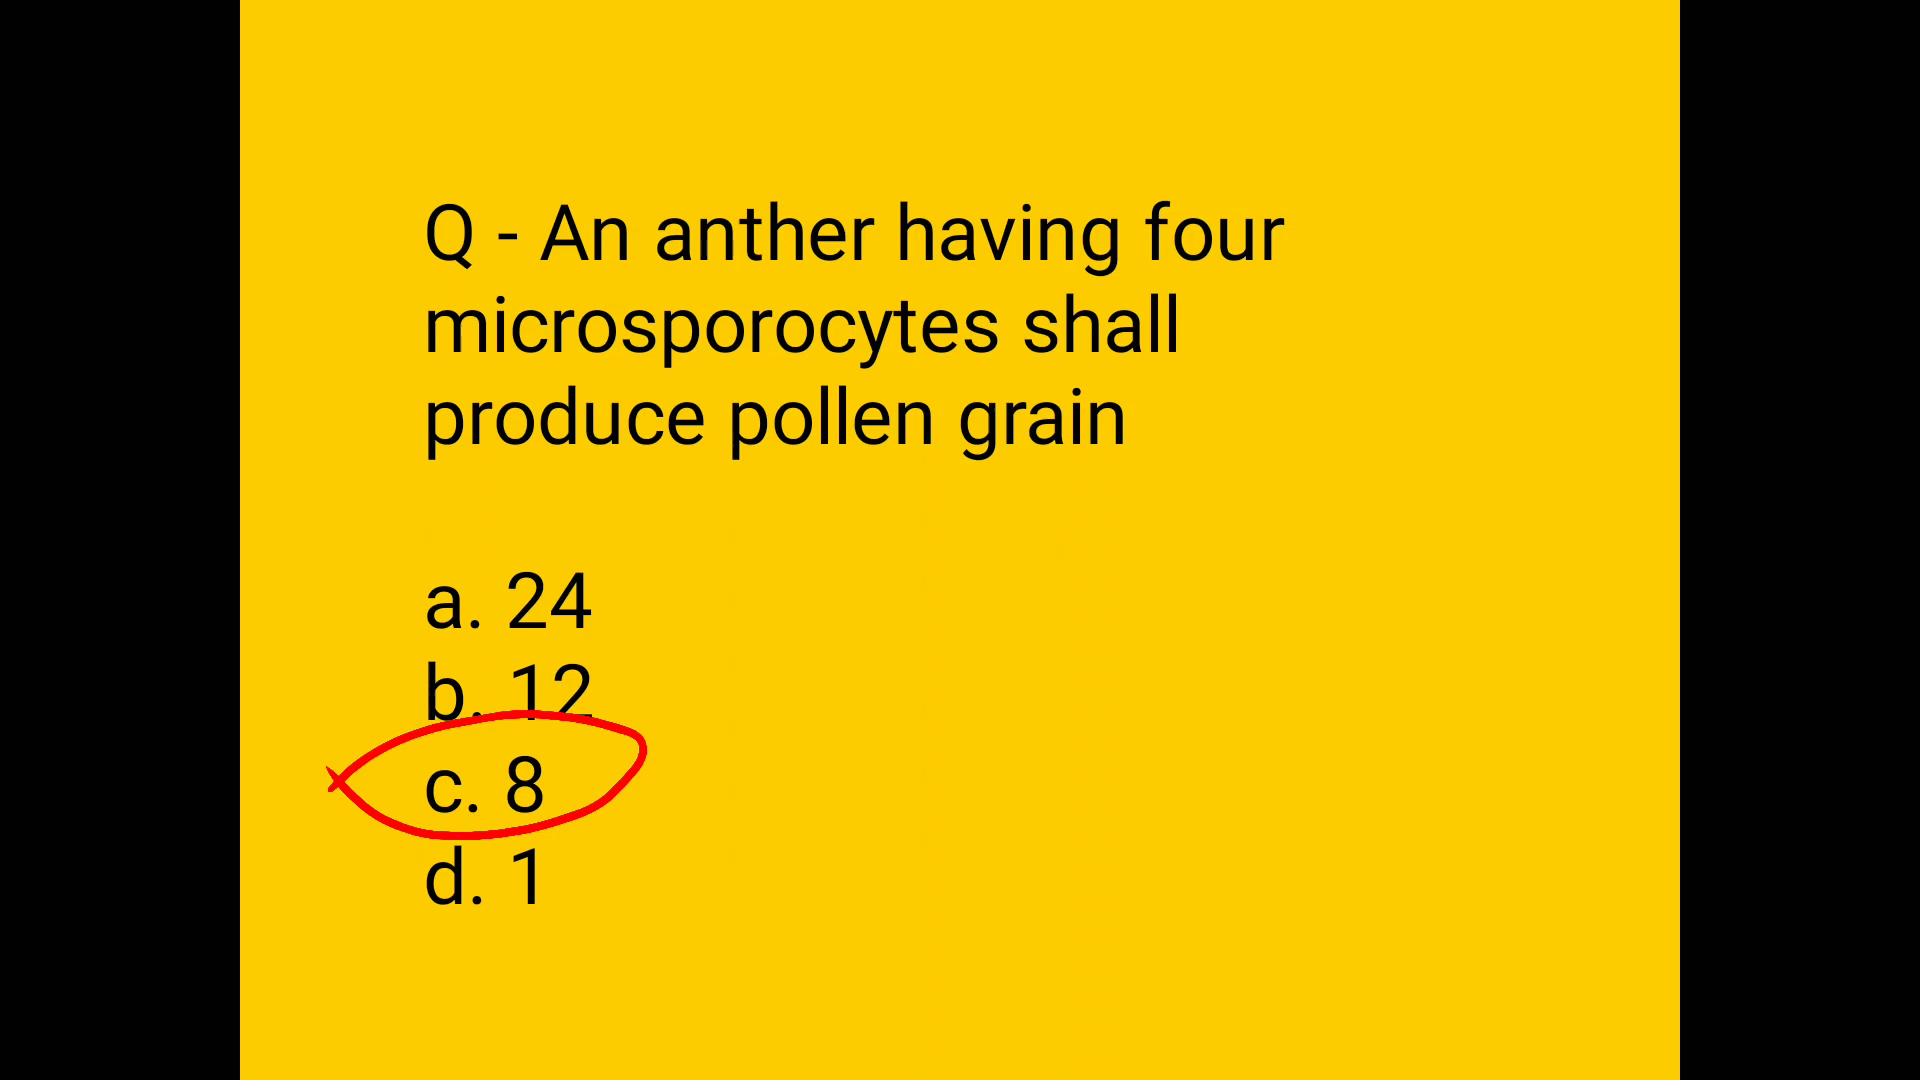 Q - An anther having four
microsporocytes shall
produce pollen grain
a. 24
b. 12
c. 8
d. 1